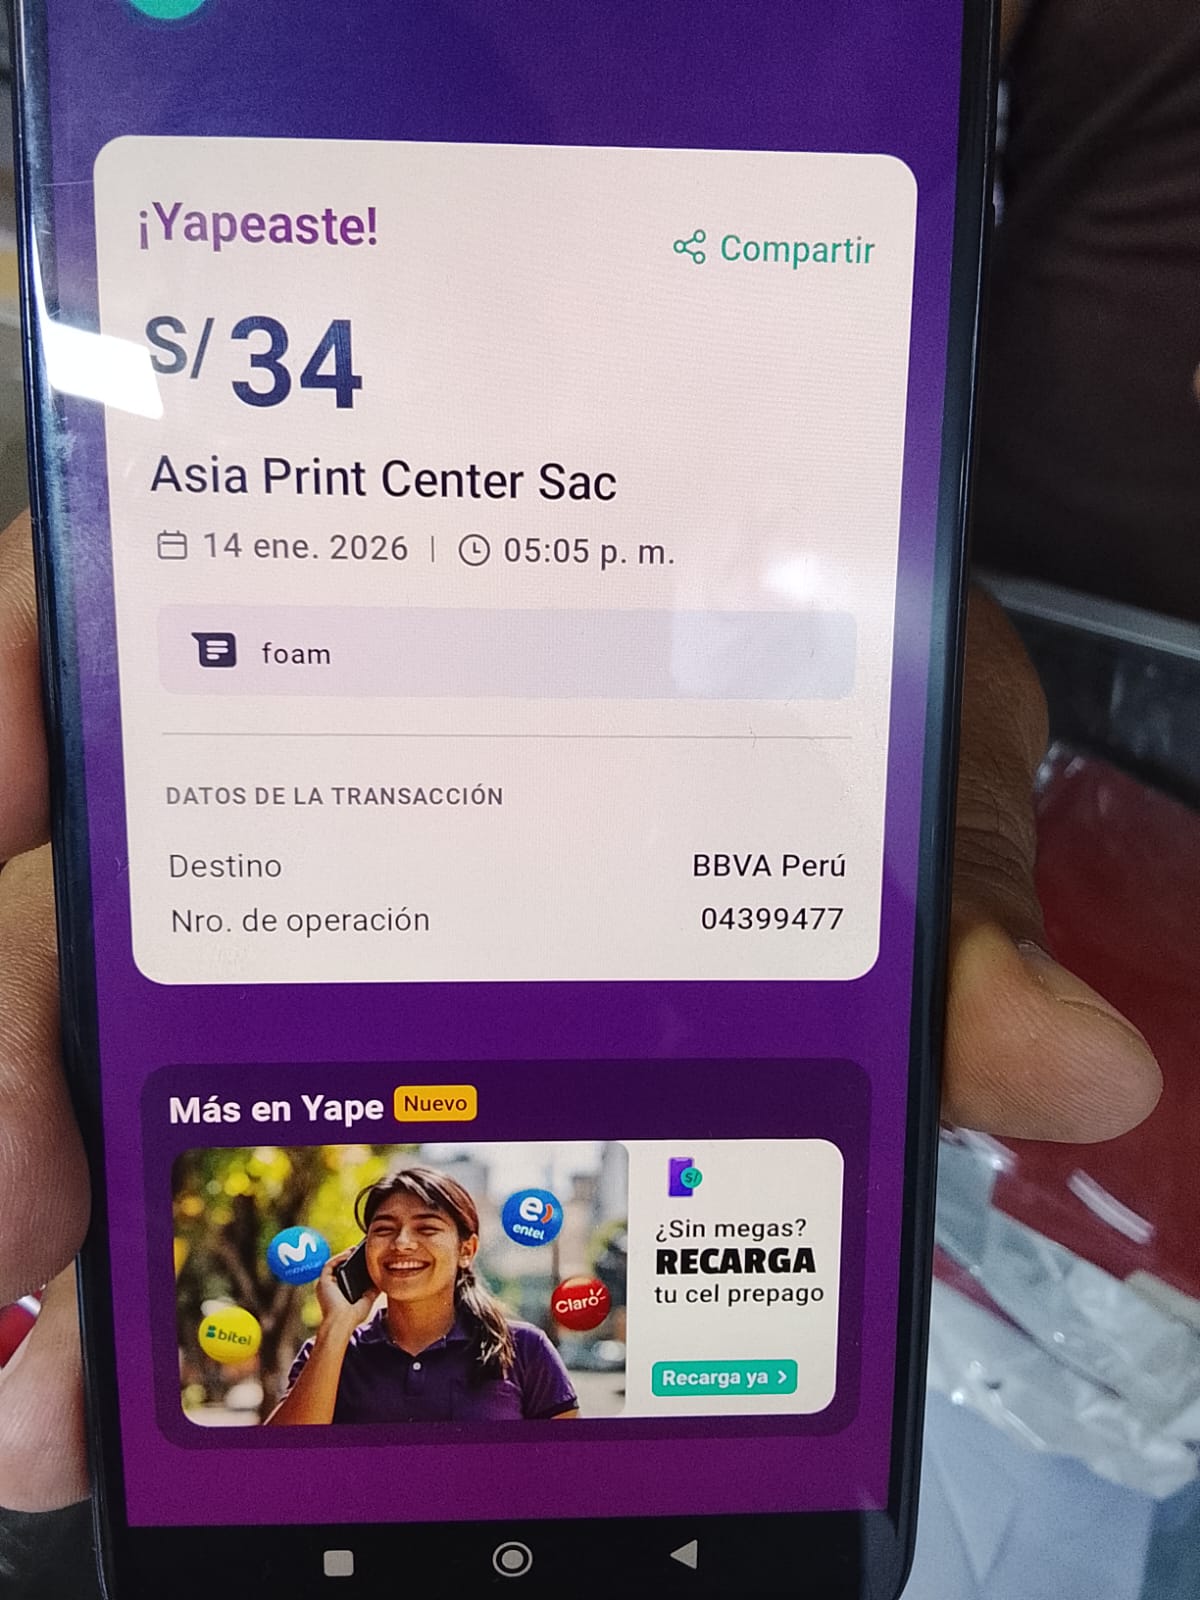 ¡Yapeaste!
Compartir
S/ 34
Asia Print Center Sac
14 ene. 2026 | 05:05 p. m.
foam
DATOS DE LA TRANSACCIÓN
Destino BBVA Perú
Nro. de operación 04399477
Más en Yape Nuevo
movistar
e) entel
Claro
bitel
S/
¿Sin megas?
RECARGA
tu cel prepago
Recarga ya >